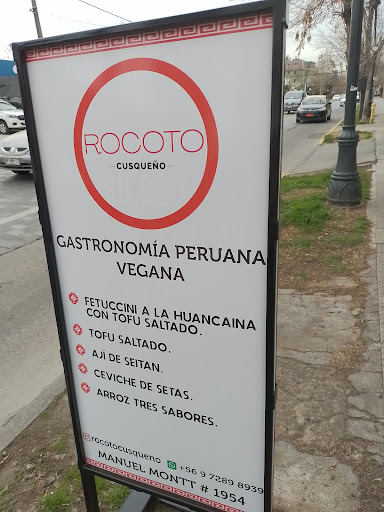 ROCOTO
CUSQUEÑO
GASTRONOMÍA PERUANA
VEGANA
FETUCCINI A LA HUANCAINA
CON TOFU SALTADO.
TOFU SALTADO.
AJÍ DE SEITAN.
CEVICHE DE SETAS.
ARROZ TRES SABORES.
rocotocusqueno +56 9 7289 8939
MANUEL MONTT # 1954